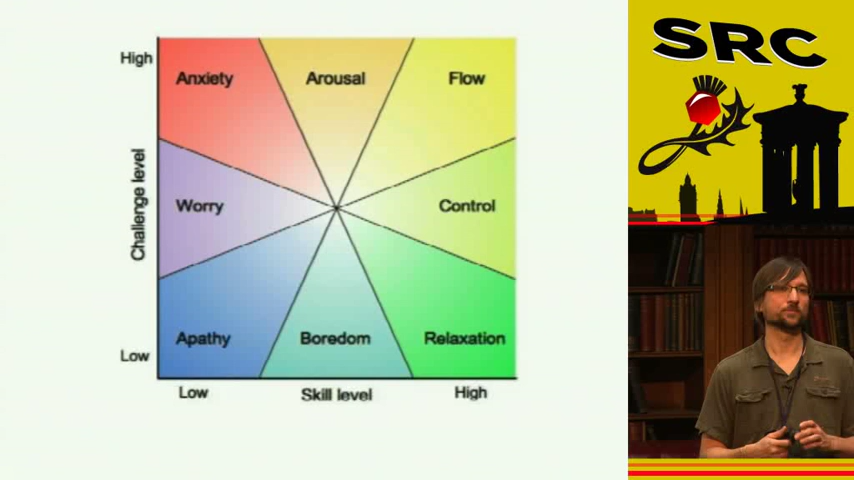 High
Anxiety
Arousal
Flow
Challenge level
Worry
Control
Apathy
Boredom
Relaxation
Low
Low
Skill level
High
SRC